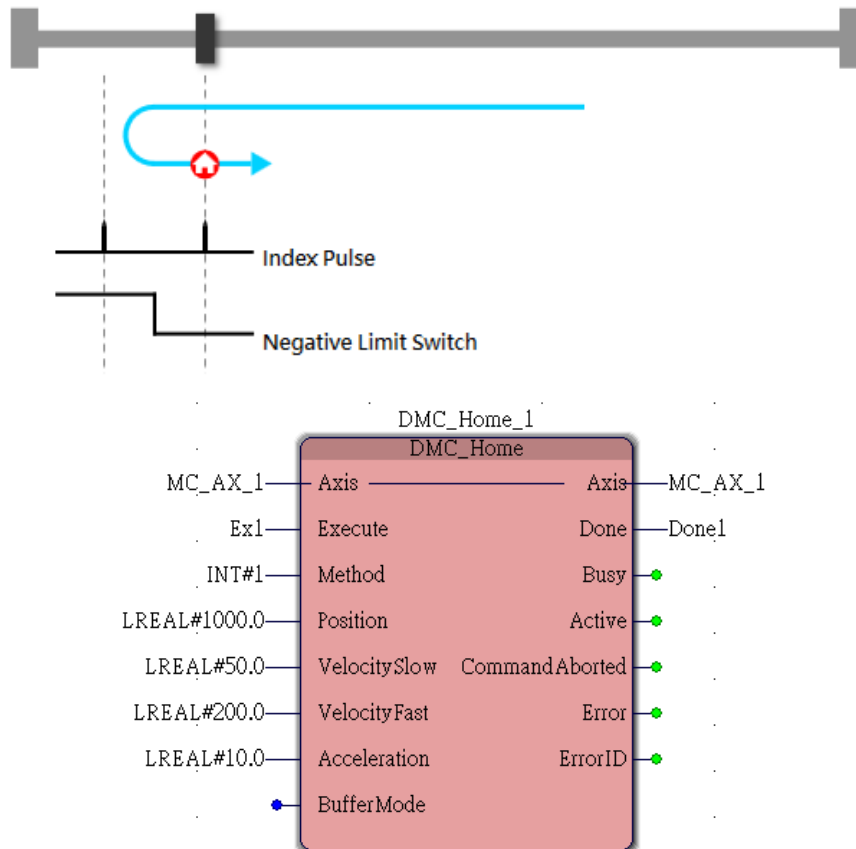 Index Pulse
Negative Limit Switch
DMC_Home_1
DMC_Home
MC_AX_1 Axis Axis MC_AX_1
Ex1 Execute Done Done1
INT#1 Method Busy
LREAL#1000.0 Position Active
LREAL#50.0 VelocitySlow CommandAborted
LREAL#200.0 VelocityFast Error
LREAL#10.0 Acceleration ErrorID
BufferMode